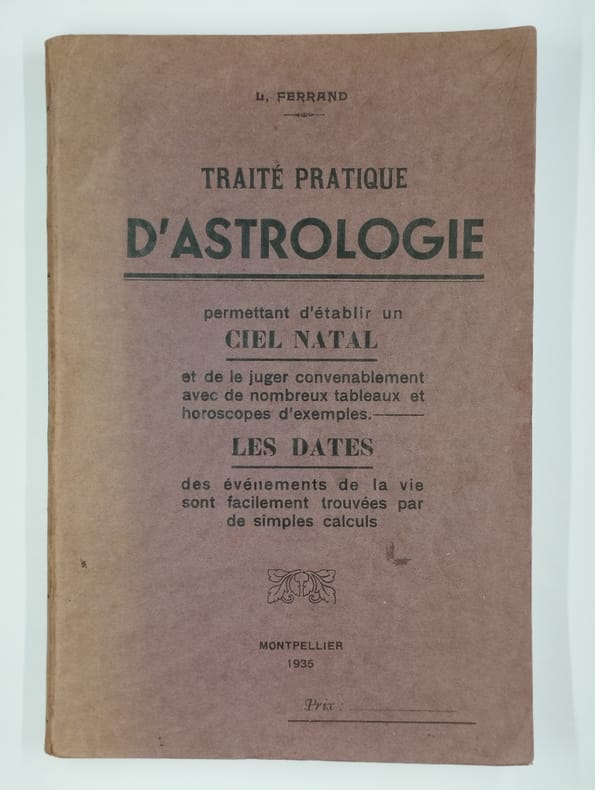 L. FERRAND
TRAITÉ PRATIQUE
D'ASTROLOGIE
permettant d'établir un
CIEL NATAL
et de le juger convenablement
avec de nombreux tableaux et
horoscopes d'exemples.
LES DATES
des événements de la vie
sont facilement trouvées par
de simples calculs
MONTPELLIER
1935
Prix :